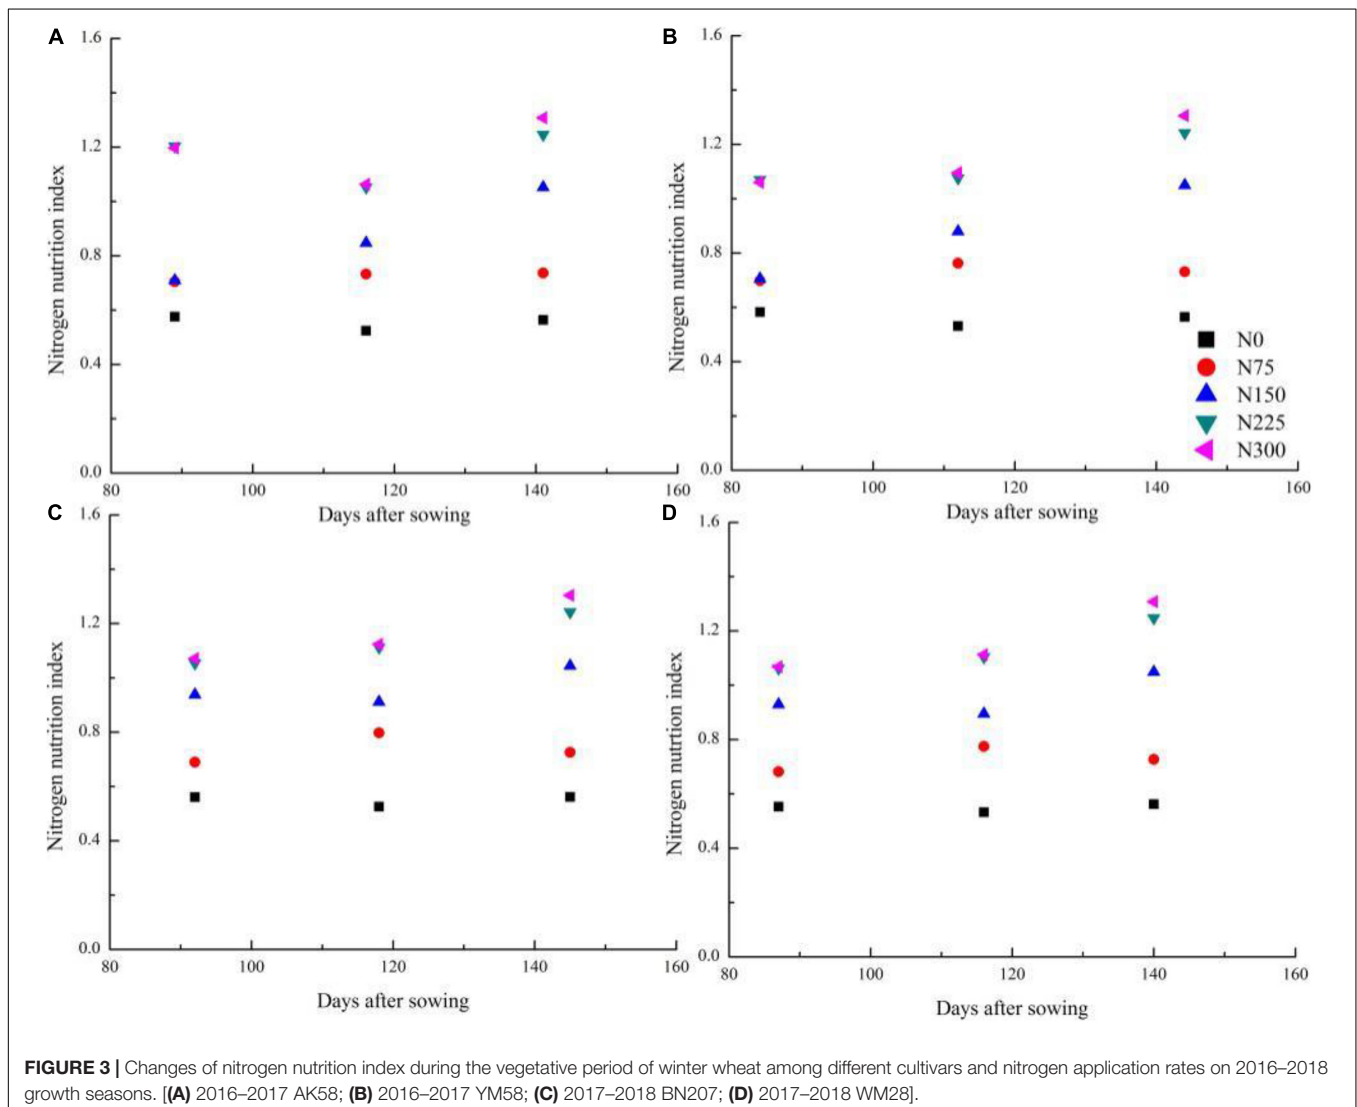 A
1.6
1.2
0.8
0.4
0.0
Nitrogen nutrition index
80
100
120
140
160
Days after sowing
B
1.6
1.2
0.8
0.4
0.0
Nitrogen nutrition index
N0
N75
N150
N225
N300
80
100
120
140
160
Days after sowing
C
1.6
1.2
0.8
0.4
0.0
Nitrogen nutrition index
80
100
120
140
160
Days after sowing
D
1.6
1.2
0.8
0.4
0.0
Nitrogen nutrtion index
80
100
120
140
160
Days after sowing
FIGURE 3 | Changes of nitrogen nutrition index during the vegetative period of winter wheat among different cultivars and nitrogen application rates on 2016–2018
growth seasons. [(A) 2016–2017 AK58; (B) 2016–2017 YM58; (C) 2017–2018 BN207; (D) 2017–2018 WM28].